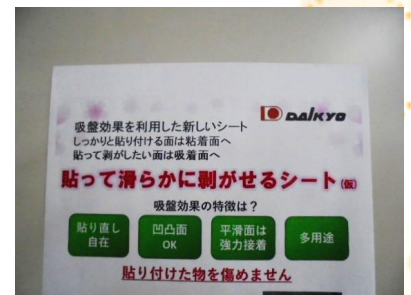 DAIKYO
吸盤効果を利用した新しいシート
しっかりと貼り付ける面は粘着面へ
貼って剥がしたい面は吸着面へ
貼って滑らかに剥がせるシート(仮)
吸盤効果の特徴は?
貼り直し
自在
凹凸面
OK
平滑面は
強力接着
多用途
貼り付けた物を傷めません